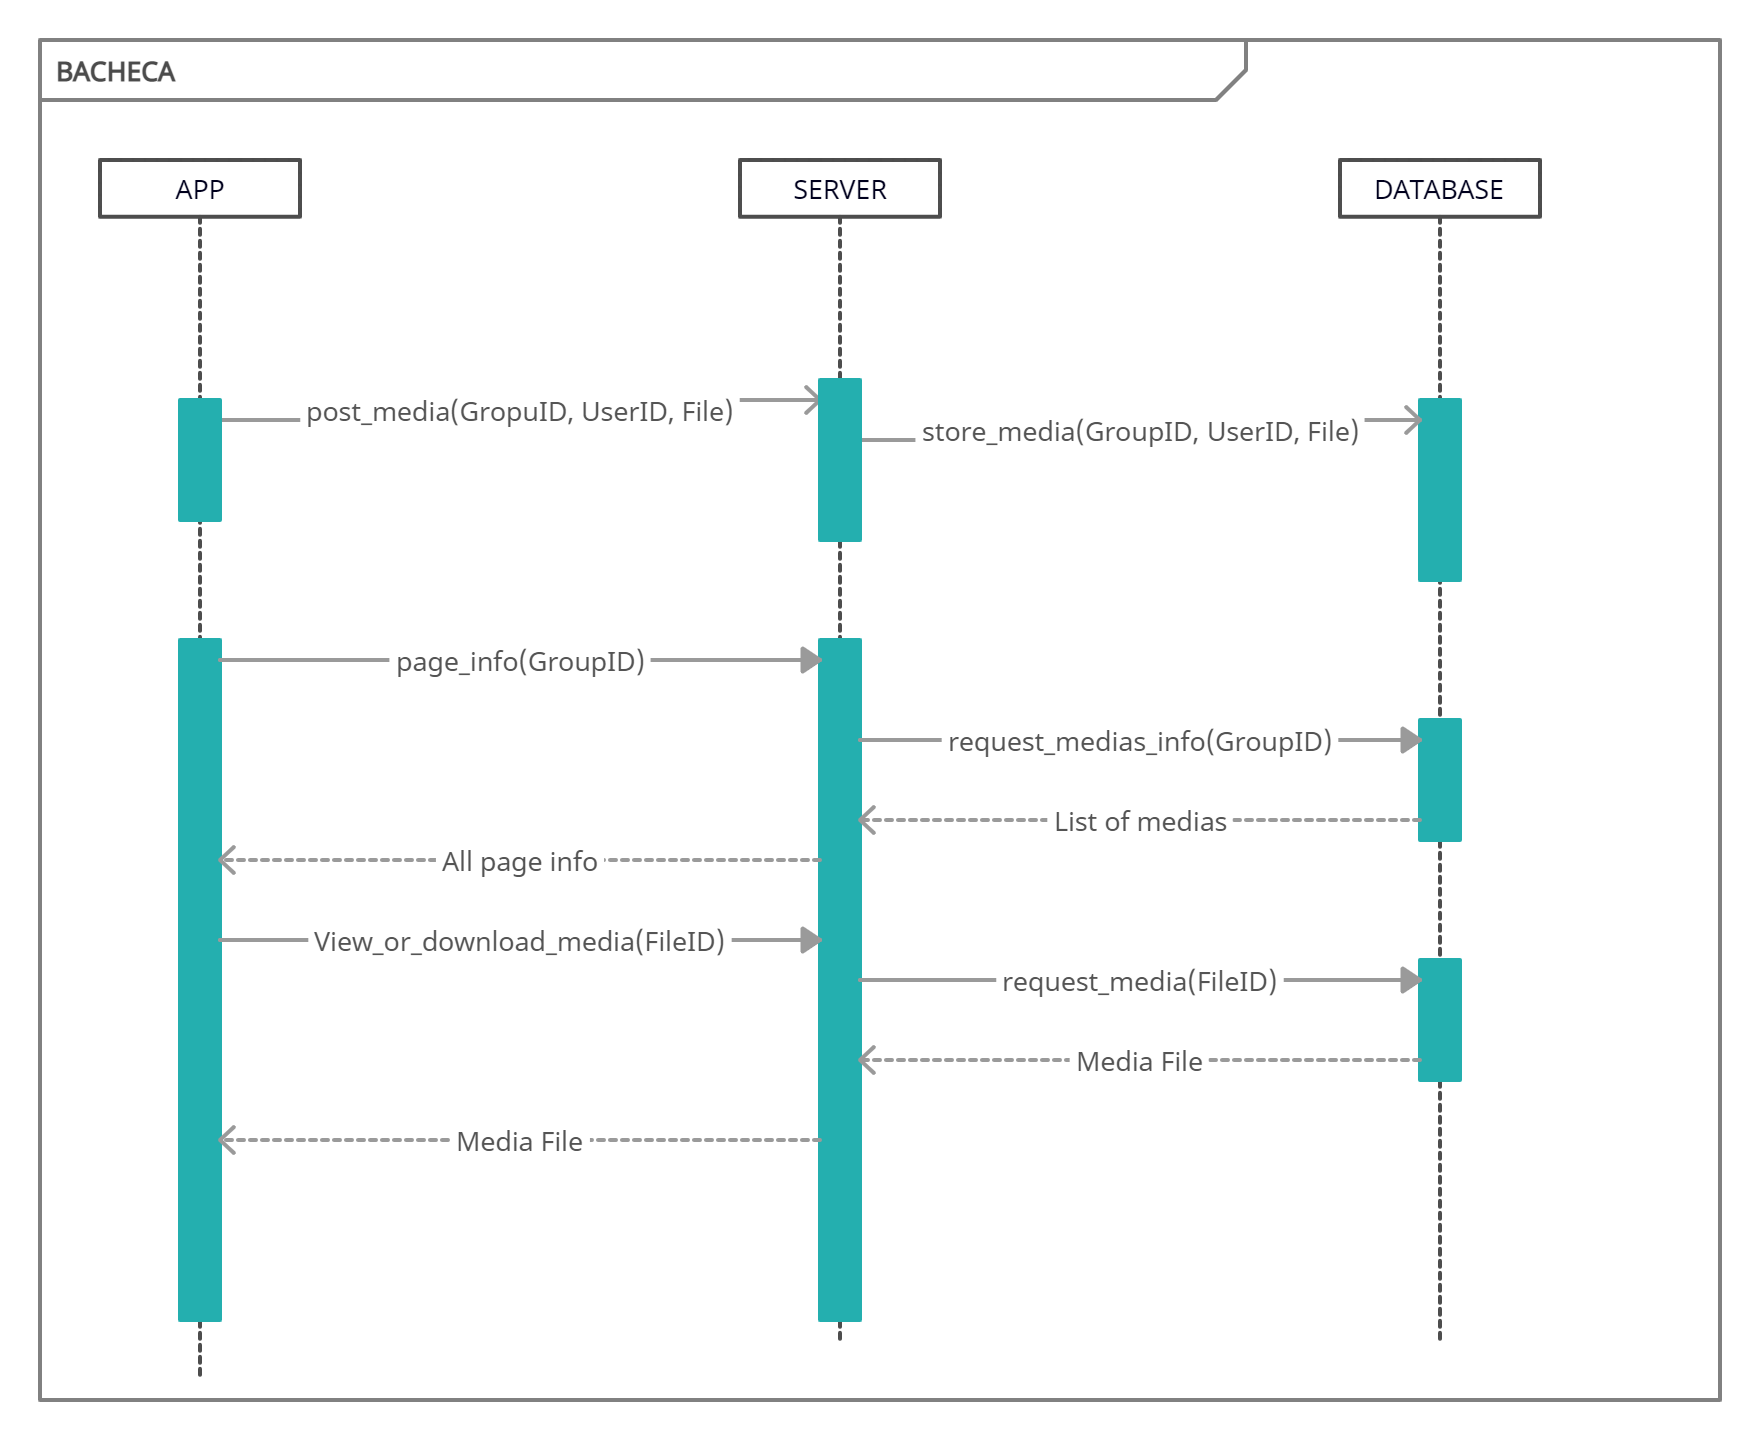 BACHECA
APP
SERVER
DATABASE
post_media(GropuID, UserID, File)
store_media(GroupID, UserID, File)
page_info(GroupID)
request_medias_info(GroupID)
List of medias
All page info
View_or_download_media(FileID)
request_media(FileID)
Media File
Media File